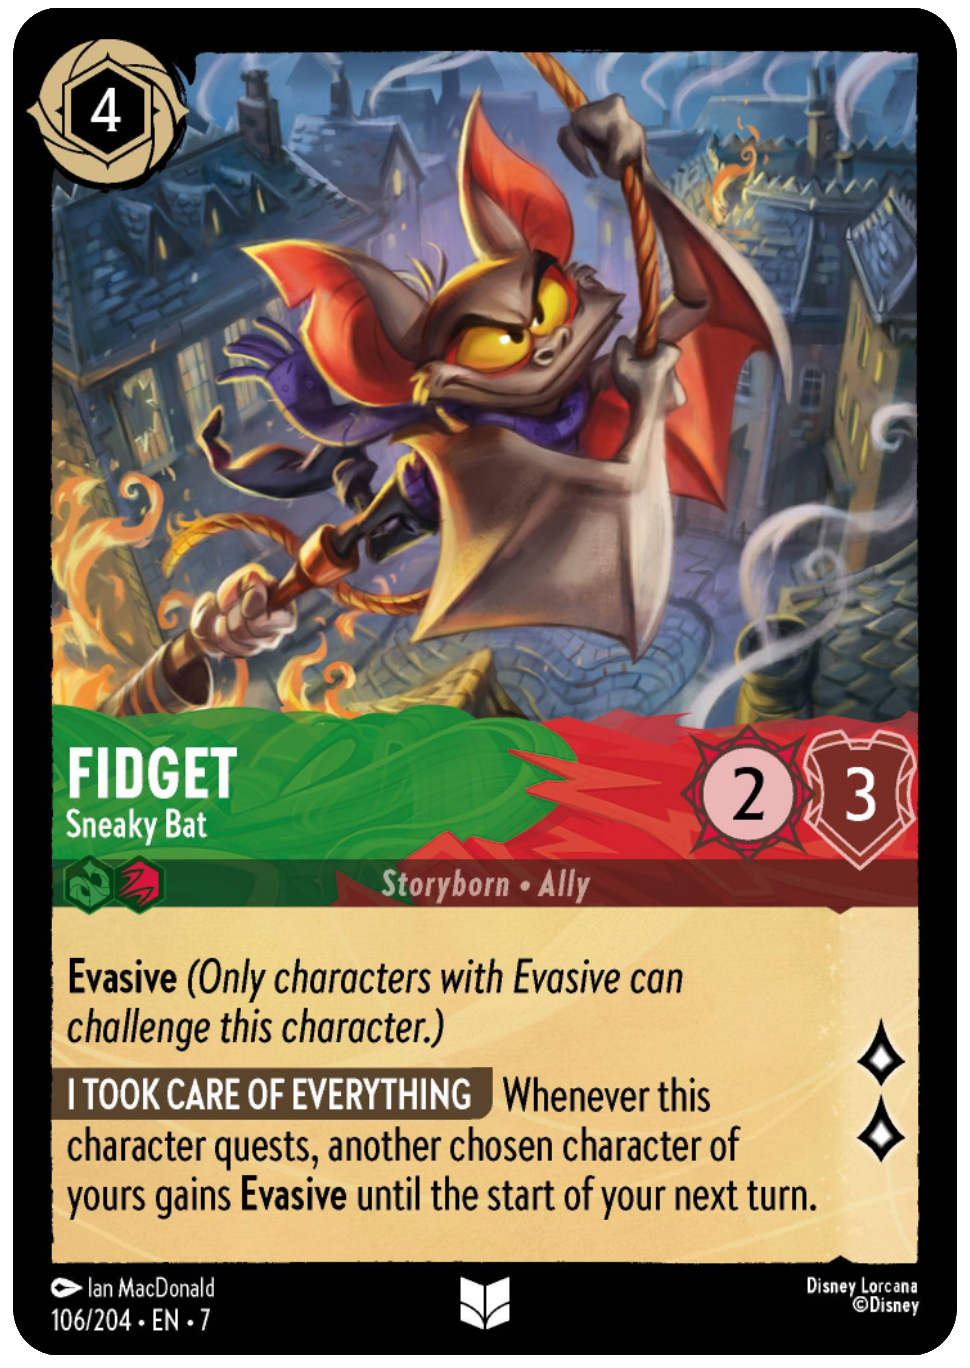 4
FIDGET
Sneaky Bat
2
3
Storyborn • Ally
Evasive (Only characters with Evasive can
challenge this character.)
I TOOK CARE OF EVERYTHING Whenever this
character quests, another chosen character of
yours gains Evasive until the start of your next turn.
Ian MacDonald
106/204 • EN • 7
Disney Lorcana
©Disney